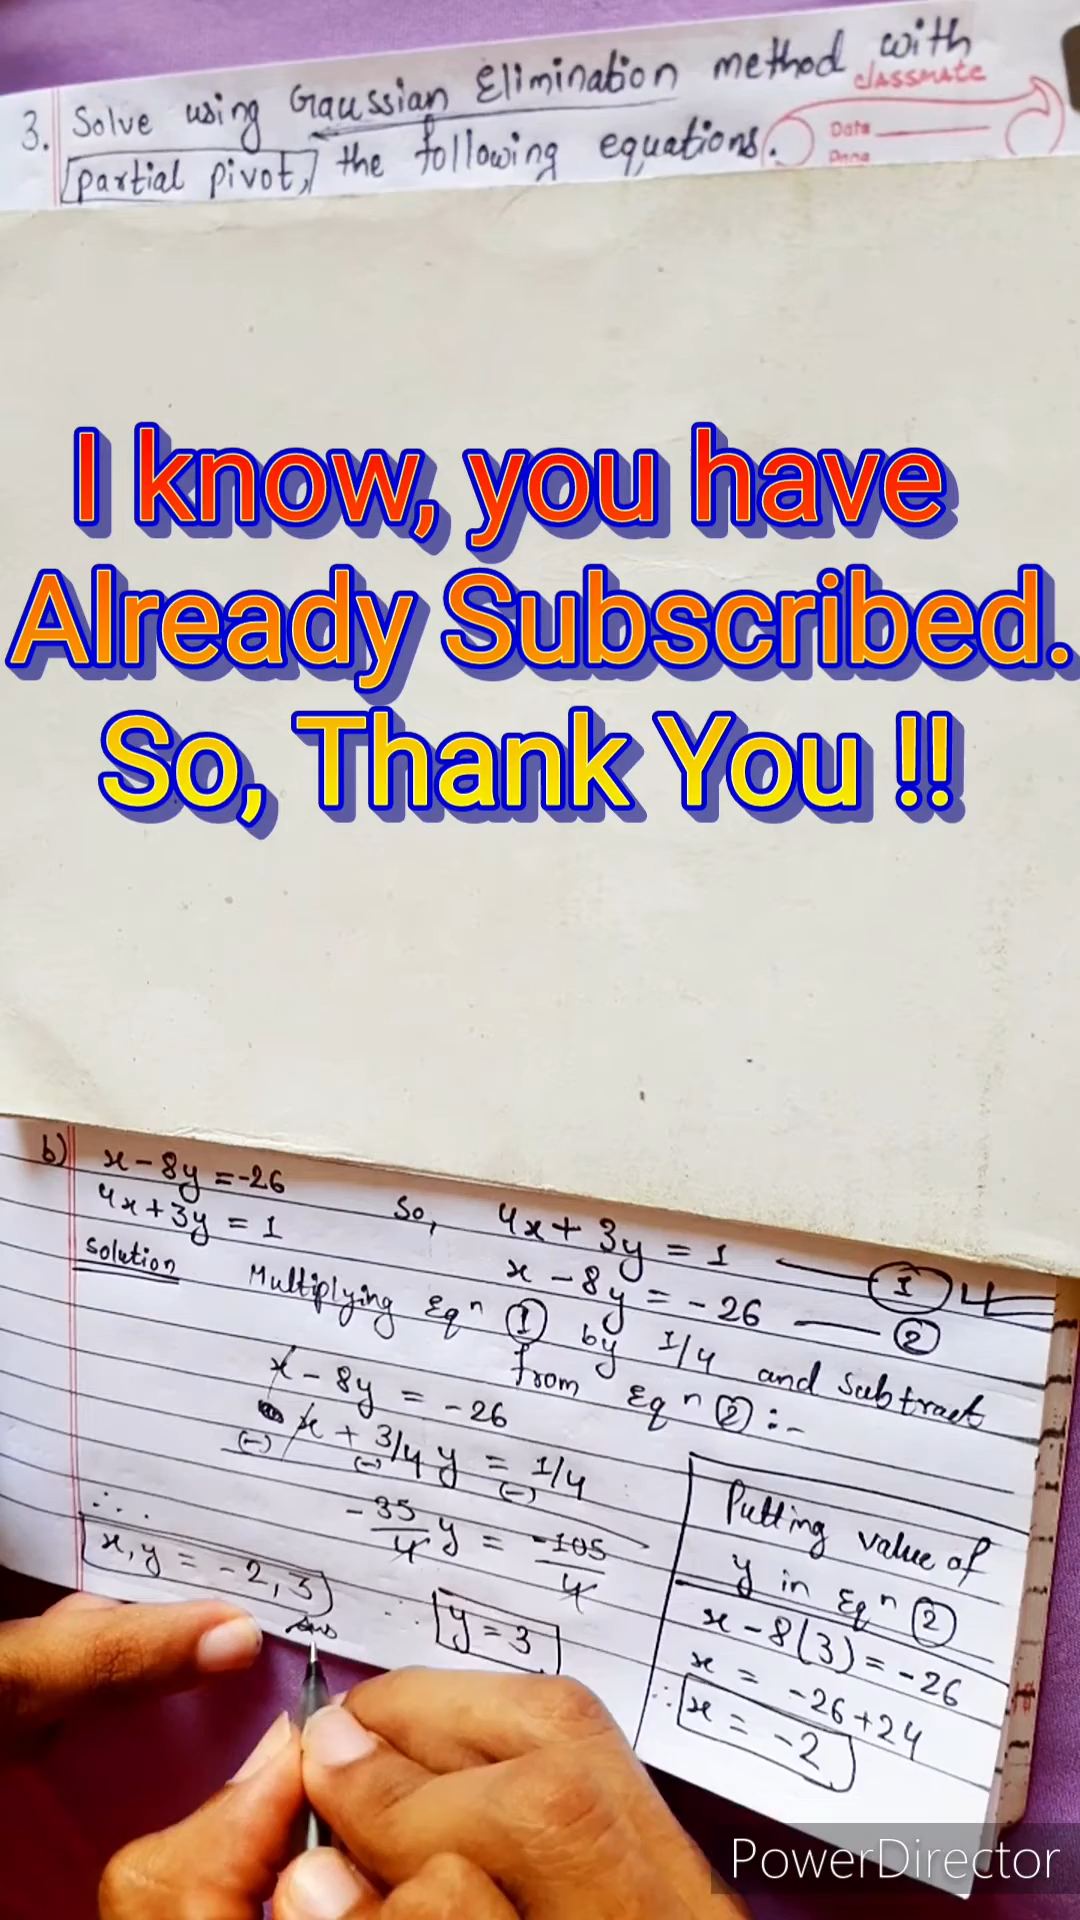 3. Solve using Gaussian Elimination method with
classmate
partial pivot, the following equations.
Date
Page
I know, you have
Already Subscribed.
So, Thank You !!
b) x - 8y = -26
4x + 3y = 1
So, 4x + 3y = 1 — ①
x - 8y = -26 — ②
Solution
Multiplying Eqⁿ ① by 1/4 and subtract
from Eqⁿ ② :-
x - 8y = -26
x + 3/4 y = 1/4
(-) (-) (-)
-35/4 y = -105/4
∴ y = 3
Putting value of
y in Eqⁿ ②
x - 8(3) = -26
x = -26+24
∴ x = -2
∴
x, y = -2, 3
Ans
PowerDirector